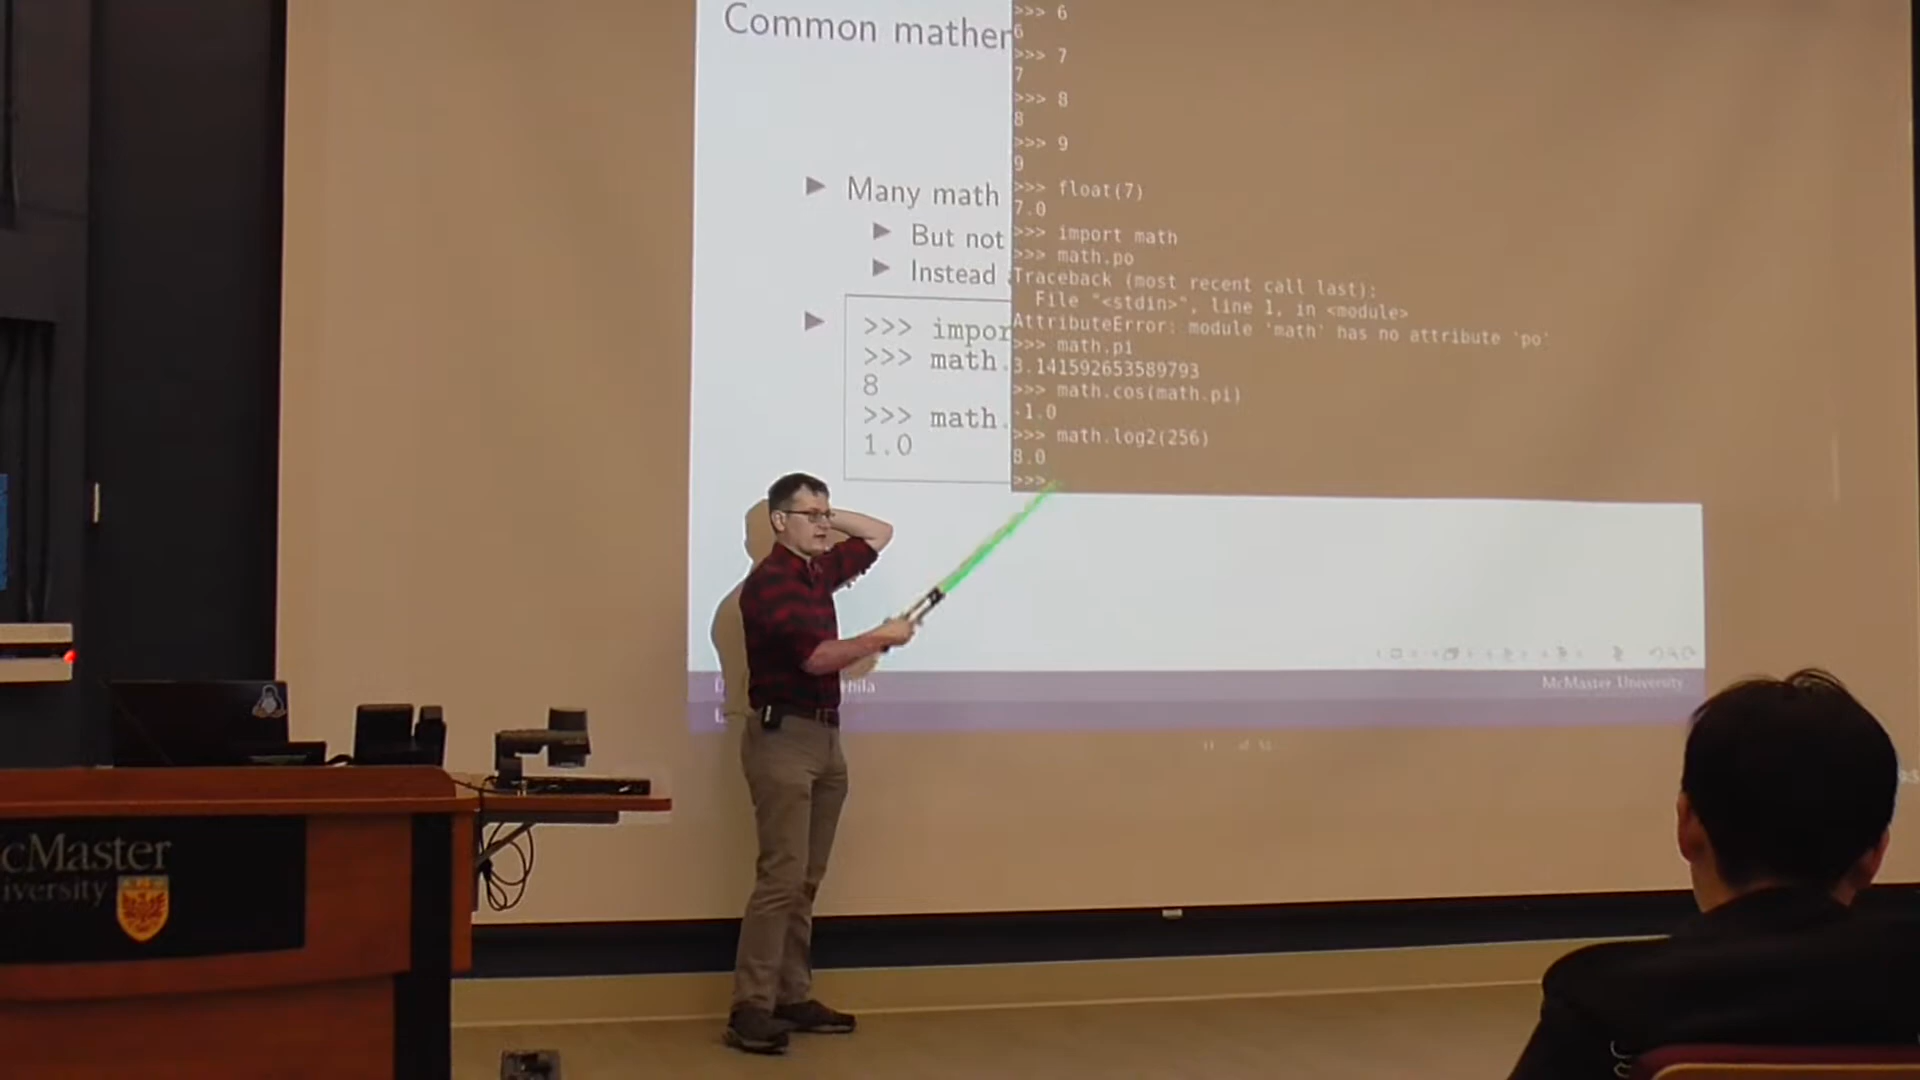 Common mather
Many math
But not
Instead
>>> impor
>>> math.
8
>>> math.
1.0
>>> 6
6
>>> 7
7
>>> 8
8
>>> 9
9
>>> float(7)
7.0
>>> import math
>>> math.po
Traceback (most recent call last):
File "<stdin>", line 1, in <module>
AttributeError: module 'math' has no attribute 'po'
>>> math.pi
3.141592653589793
>>> math.cos(math.pi)
-1.0
>>> math.log2(256)
8.0
>>>
hila
McMaster University
cMaster
iversity